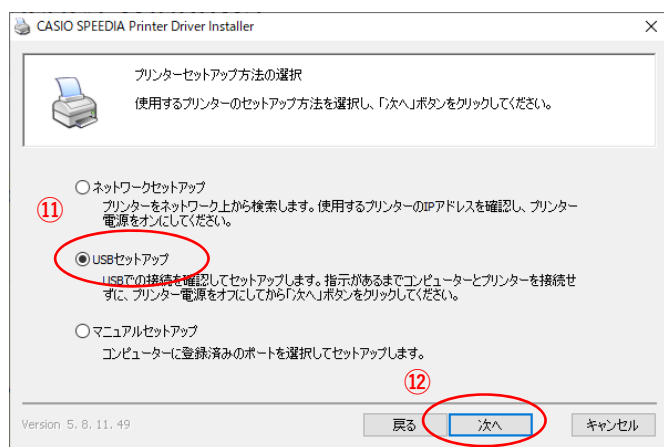 CASIO SPEEDIA Printer Driver Installer
プリンターセットアップ方法の選択
使用するプリンターのセットアップ方法を選択し、「次へ」ボタンをクリックしてください。
ネットワークセットアップ
プリンターをネットワーク上から検索します。使用するプリンターのIPアドレスを確認し、プリンター
電源をオンにしてください。
⑪
USBセットアップ
USBでの接続を確認してセットアップします。指示があるまでコンピューターとプリンターを接続せ
ずに、プリンター電源をオフにしてから「次へ」ボタンをクリックしてください。
マニュアルセットアップ
コンピューターに登録済みのポートを選択してセットアップします。
⑫
Version 5. 8. 11. 49
戻る
次へ
キャンセル